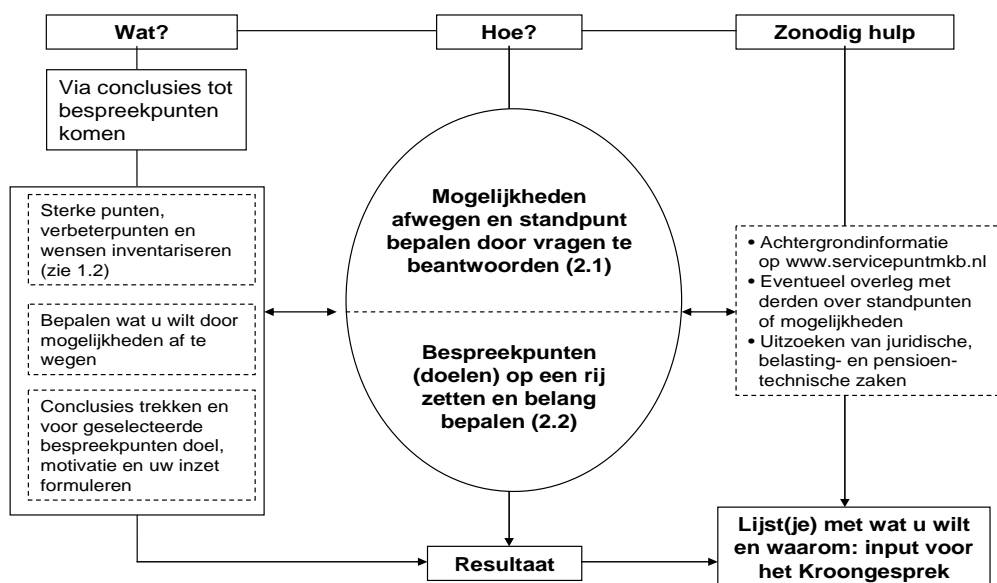 Wat?
Hoe?
Zonodig hulp
Via conclusies tot
bespreekpunten
komen
Sterke punten,
verbeterpunten en
wensen inventariseren
(zie 1.2)
Bepalen wat u wilt door
mogelijkheden af te
wegen
Conclusies trekken en
voor geselecteerde
bespreekpunten doel,
motivatie en uw inzet
formuleren
Mogelijkheden
afwegen en standpunt
bepalen door vragen te
beantwoorden (2.1)
Bespreekpunten
(doelen) op een rij
zetten en belang
bepalen (2.2)
• Achtergrondinformatie
op www.servicepuntmkb.nl
• Eventueel overleg met
derden over standpunten
of mogelijkheden
• Uitzoeken van juridische,
belasting- en pensioen-
technische zaken
Resultaat
Lijst(je) met wat u wilt
en waarom: input voor
het Kroongesprek